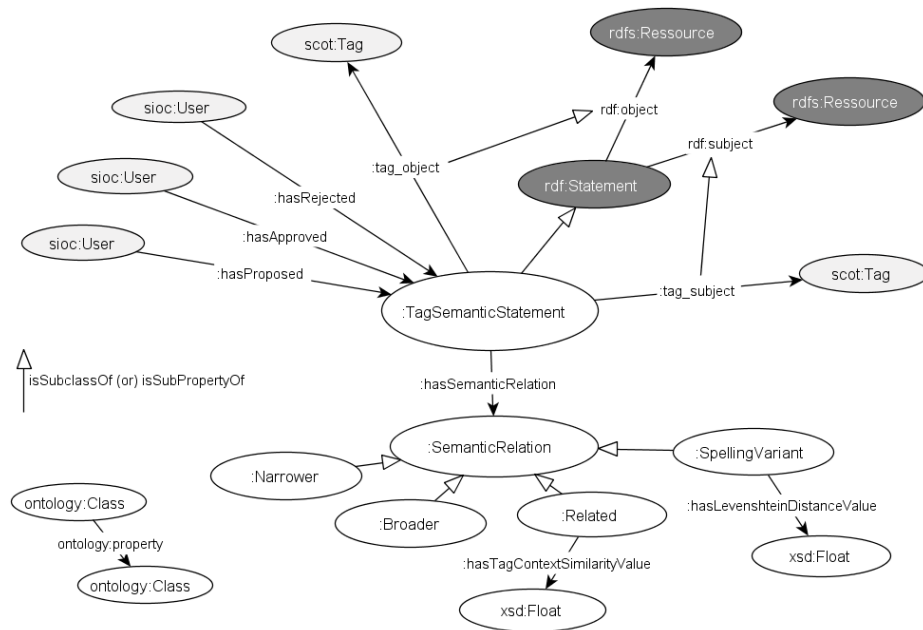 rdfs:Ressource
scot:Tag
sioc:User
rdfs:Ressource
rdf:object
rdf:subject
:tag_object
sioc:User
rdf:Statement
:hasRejected
:hasApproved
sioc:User
:hasProposed
scot:Tag
:tag_subject
:TagSemanticStatement
isSubclassOf (or) isSubPropertyOf
:hasSemanticRelation
:SemanticRelation
:SpellingVariant
:Narrower
ontology:Class
:Broader
:Related
:hasLevenshteinDistanceValue
ontology:property
:hasTagContextSimilarityValue
xsd:Float
ontology:Class
xsd:Float